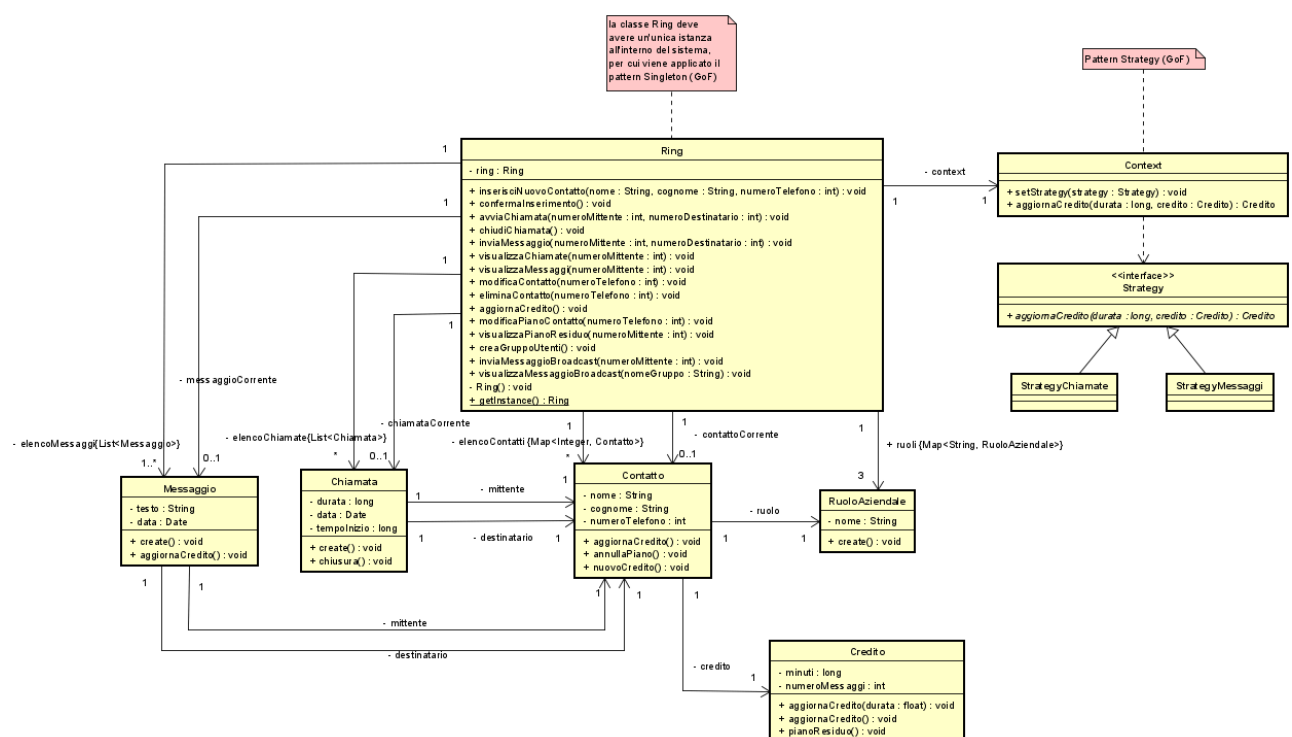 la classe Ring deve
avere un'unica istanza
all'interno del sistema,
per cui viene applicato il
pattern Singleton (GoF)
Pattern Strategy (GoF)
Ring
- ring : Ring
+ inserisciNuovoContatto(nome : String, cognome : String, numeroTelefono : int) : void
+ confermaInserimento() : void
+ avviaChiamata(numeroMittente : int, numeroDestinatario : int) : void
+ chiudiChiamata() : void
+ inviaMessaggio(numeroMittente : int, numeroDestinatario : int) : void
+ visualizzaChiamate(numeroMittente : int) : void
+ visualizzaMessaggi(numeroMittente : int) : void
+ modificaContatto(numeroTelefono : int) : void
+ eliminaContatto(numeroTelefono : int) : void
+ aggiornaCredito() : void
+ modificaPianoContatto(numeroTelefono : int) : void
+ visualizzaPianoResiduo(numeroMittente : int) : void
+ creaGruppoUtenti() : void
+ inviaMessaggioBroadcast(numeroMittente : int) : void
+ visualizzaMessaggioBroadcast(nomeGruppo : String) : void
- Ring() : void
+ getInstance() : Ring
- context
1
1
Context
+ setStrategy(strategy : Strategy) : void
+ aggiornaCredito(durata : long, credito : Credito) : Credito
<<interface>>
Strategy
+ aggiornaCredito(durata : long, credito : Credito) : Credito
StrategyChiamate
StrategyMessaggi
1
1
1
1
- messaggioCorrente
- elencoMessaggi{List<Messaggio>}
- elencoChiamate{List<Chiamata>}
- chiamataCorrente
1
1
1
- elencoContatti {Map<Integer, Contatto>}
- contattoCorrente
+ ruoli {Map<String, RuoloAziendale>}
1..*
0..1
*
0..1
*
0..1
3
Messaggio
- testo : String
- data : Date
+ create() : void
+ aggiornaCredito() : void
Chiamata
- durata : long
- data : Date
- tempoInizio : long
+ create() : void
+ chiusura() : void
1
- mittente
1
1
- destinatario
1
Contatto
- nome : String
- cognome : String
- numeroTelefono : int
+ aggiornaCredito() : void
+ annullaPiano() : void
+ nuovoCredito() : void
- ruolo
1
1
RuoloAziendale
- nome : String
+ create() : void
1
1
1
1
- mittente
- destinatario
1
- credito
1
Credito
- minuti : long
- numeroMessaggi : int
+ aggiornaCredito(durata : float) : void
+ aggiornaCredito() : void
+ pianoResiduo() : void